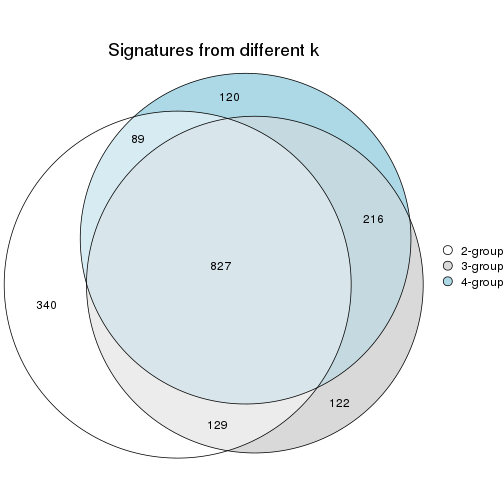 Signatures from different k
120
89
216
827
340
129
122
2-group
3-group
4-group